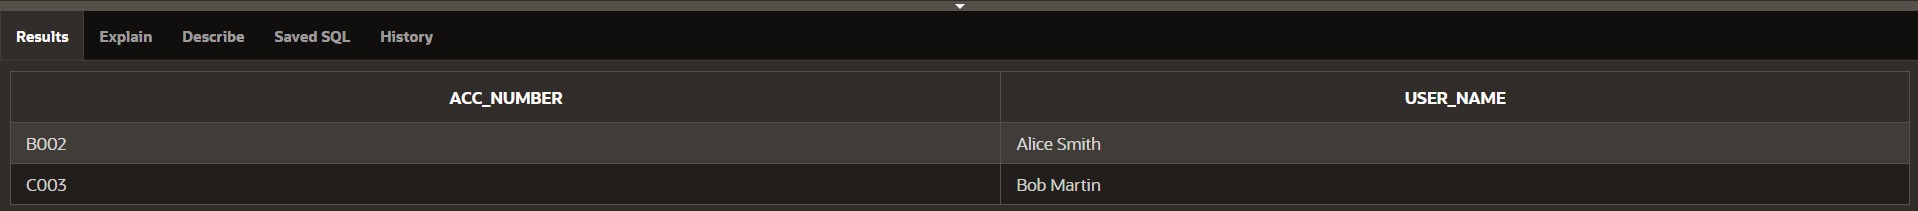 Results Explain Describe Saved SQL History
ACC_NUMBER USER_NAME
B002 Alice Smith
C003 Bob Martin